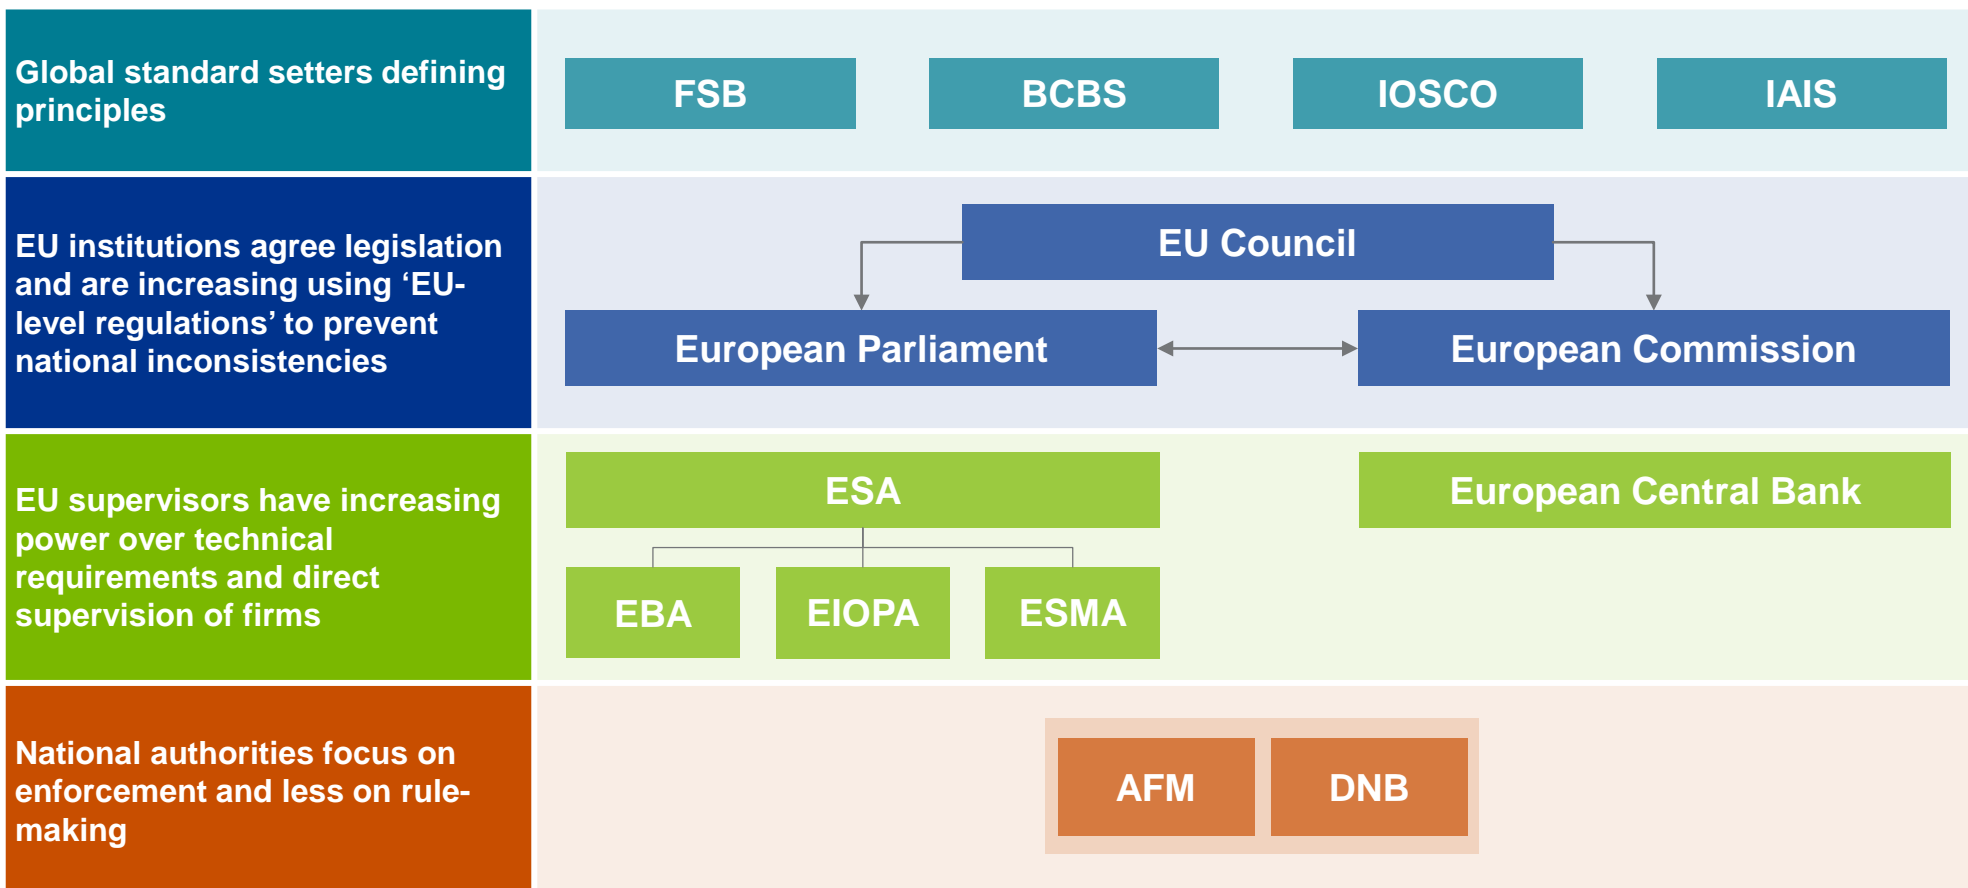 Global standard setters defining
principles
FSB
BCBS
IOSCO
IAIS
EU institutions agree legislation
and are increasing using ‘EU-
level regulations’ to prevent
national inconsistencies
EU Council
European Parliament
European Commission
EU supervisors have increasing
power over technical
requirements and direct
supervision of firms
ESA
European Central Bank
EBA
EIOPA
ESMA
National authorities focus on
enforcement and less on rule-
making
AFM
DNB